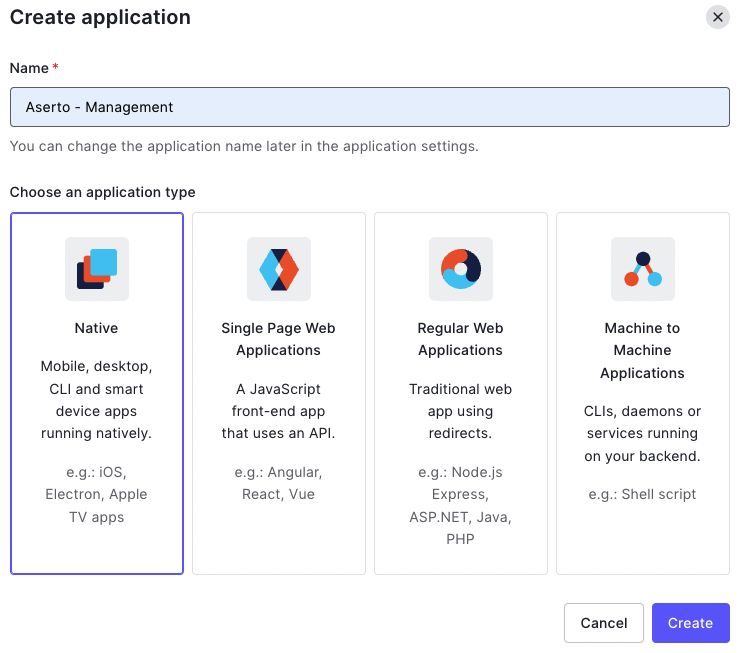 Create application
Name *
Aserto - Management
You can change the application name later in the application settings.
Choose an application type
Native
Mobile, desktop,
CLI and smart
device apps
running natively.
e.g.: iOS,
Electron, Apple
TV apps
Single Page Web
Applications
A JavaScript
front-end app
that uses an API.
e.g.: Angular,
React, Vue
Regular Web
Applications
Traditional web
app using
redirects.
e.g.: Node.js
Express,
ASP.NET, Java,
PHP
Machine to
Machine
Applications
CLIs, daemons or
services running
on your backend.
e.g.: Shell script
Cancel
Create